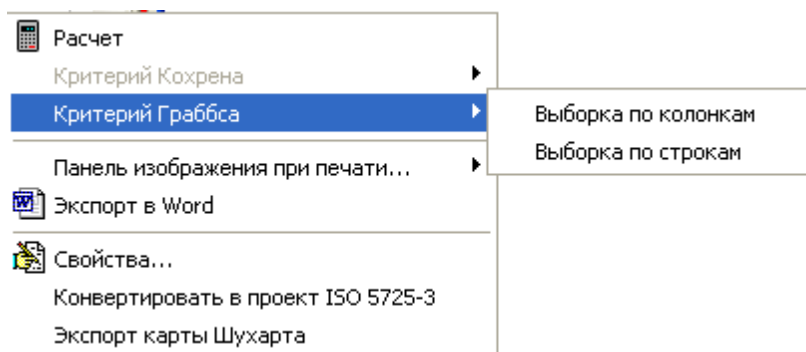 Расчет
Критерий Кохрена
Критерий Граббса
Выборка по колонкам
Выборка по строкам
Панель изображения при печати...
Экспорт в Word
Свойства...
Конвертировать в проект ISO 5725-3
Экспорт карты Шухарта